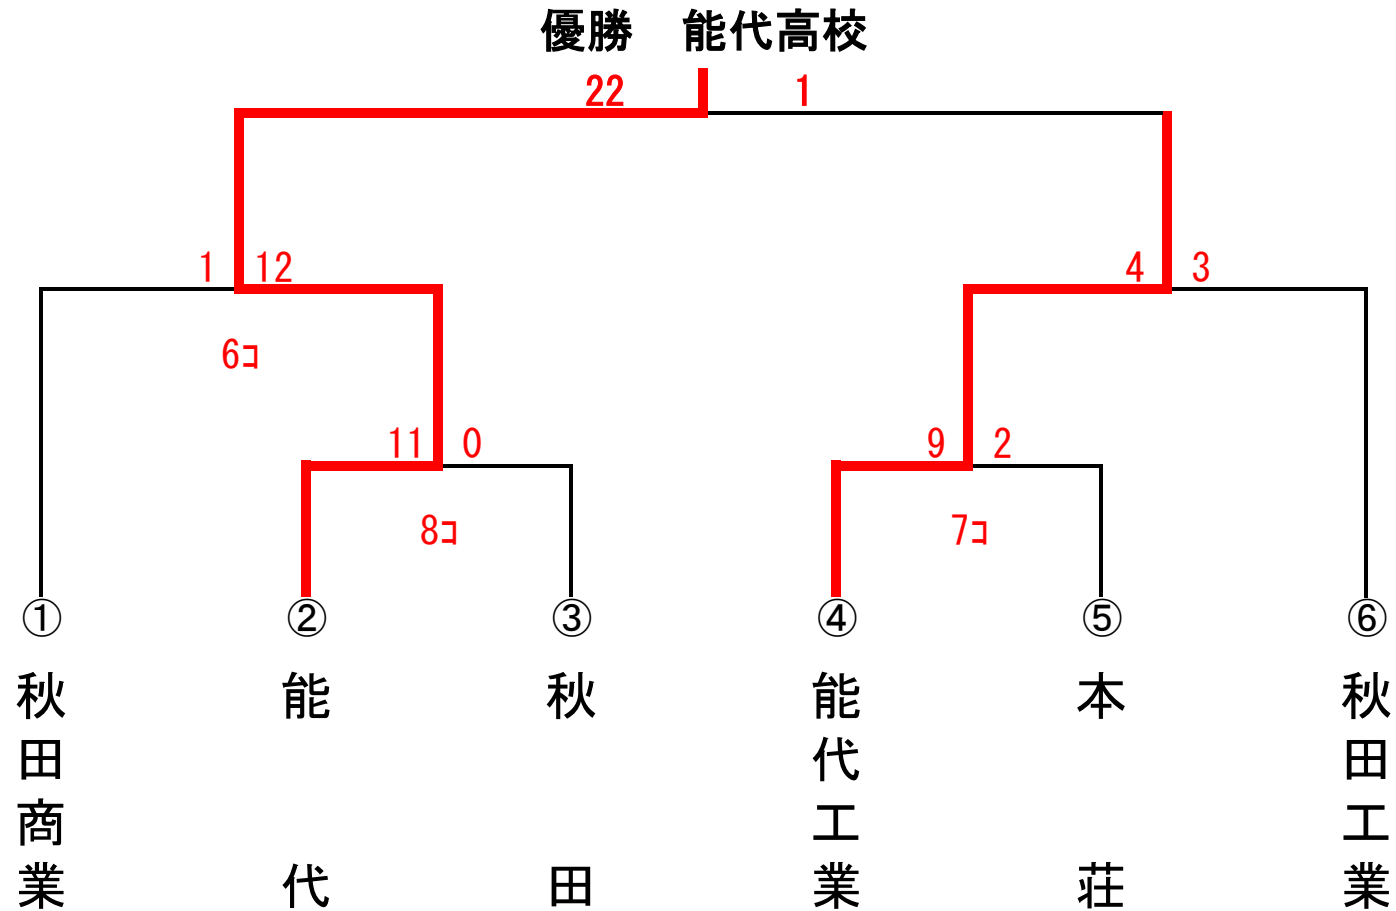 優勝　能代高校
22 1
1 12 4 3
6ｺ
11 0 9 2
8ｺ 7ｺ
① ② ③ ④ ⑤ ⑥
秋田商業
能代
秋田
能代工業
本荘
秋田工業